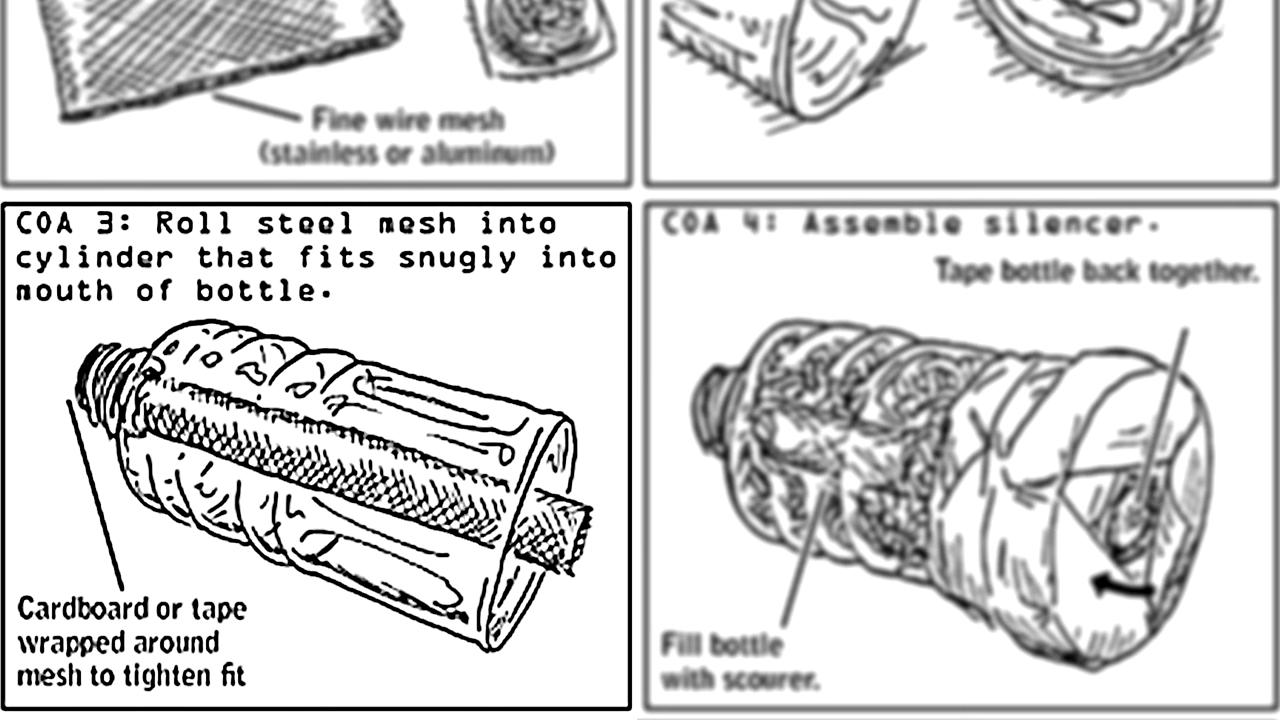 Fine wire mesh
(stainless or aluminum)
COA 3: Roll steel mesh into
cylinder that fits snugly into
mouth of bottle.
Cardboard or tape
wrapped around
mesh to tighten fit
COA 4: Assemble silencer.
Tape bottle back together.
Fill bottle
with scourer.